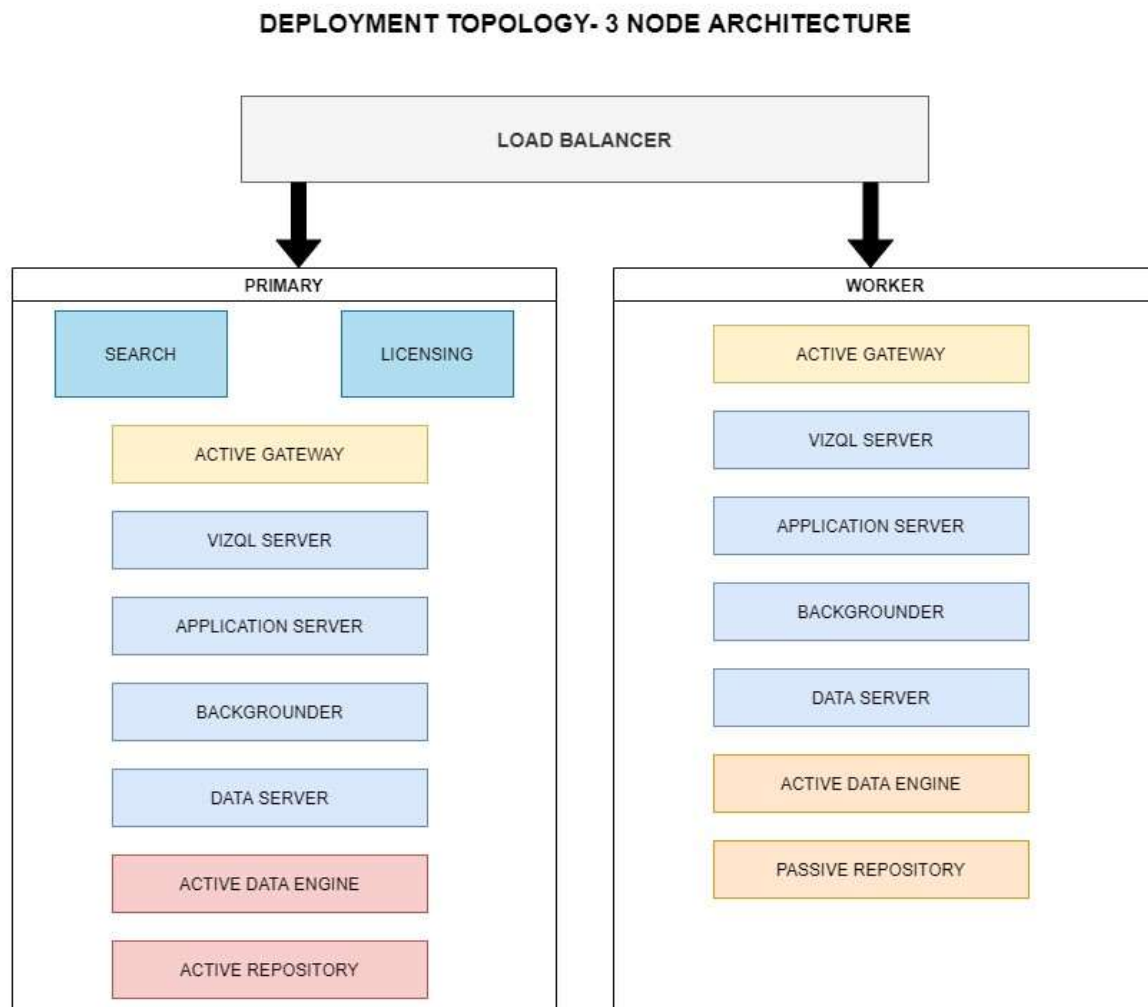 DEPLOYMENT TOPOLOGY- 3 NODE ARCHITECTURE
LOAD BALANCER
PRIMARY
SEARCH
LICENSING
ACTIVE GATEWAY
VIZQL SERVER
APPLICATION SERVER
BACKGROUNDER
DATA SERVER
ACTIVE DATA ENGINE
ACTIVE REPOSITORY
WORKER
ACTIVE GATEWAY
VIZQL SERVER
APPLICATION SERVER
BACKGROUNDER
DATA SERVER
ACTIVE DATA ENGINE
PASSIVE REPOSITORY